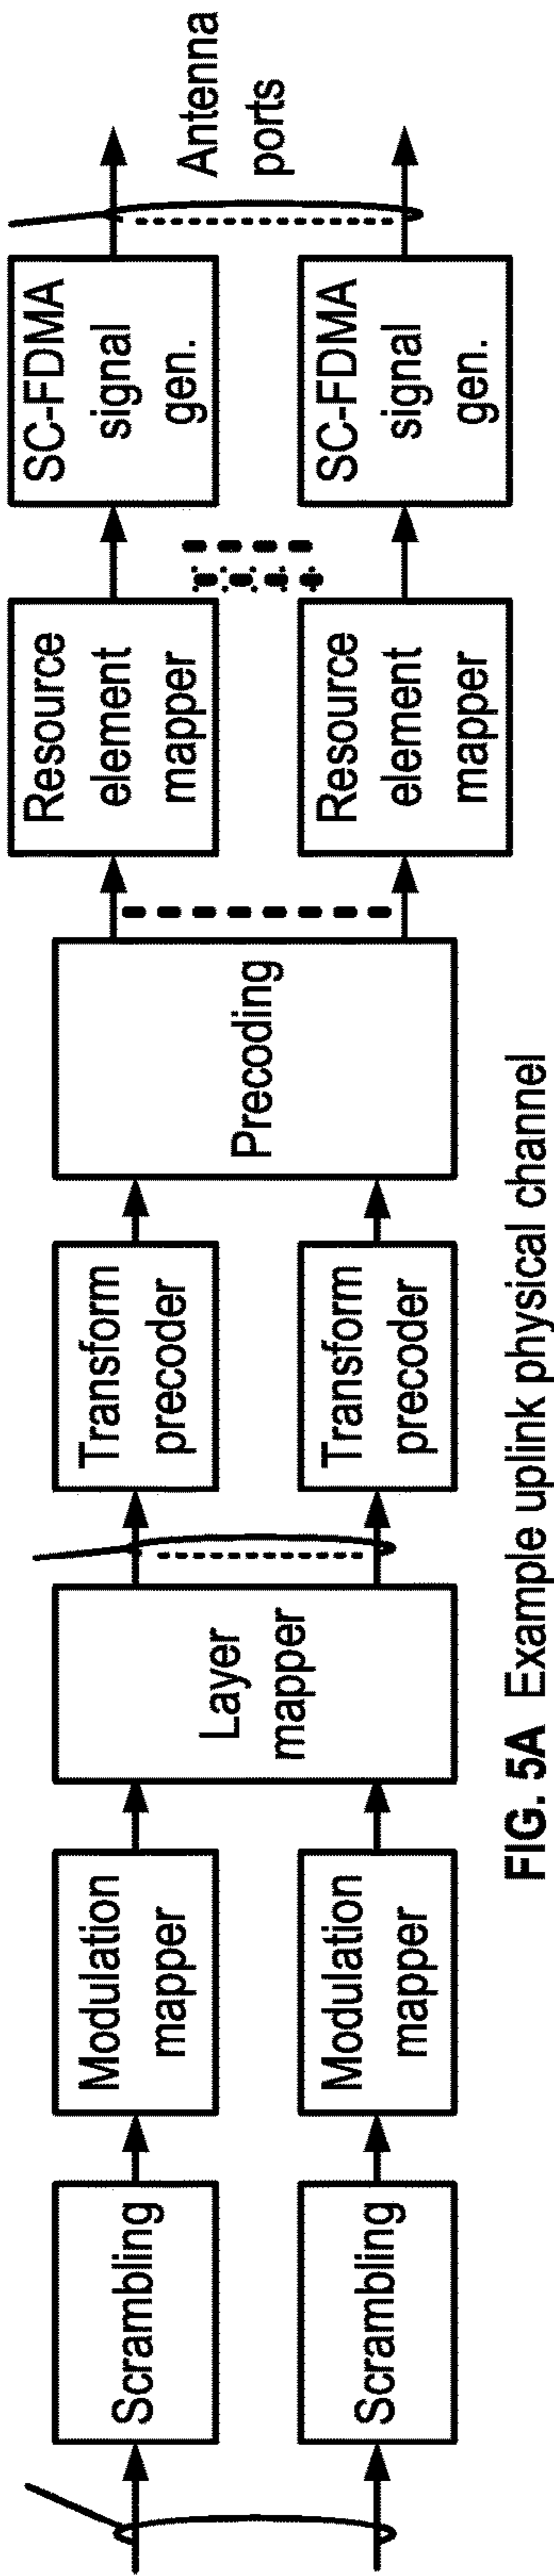 Scrambling
Scrambling
Modulation
mapper
Modulation
mapper
Layer
mapper
Transform
precoder
Transform
precoder
Precoding
Resource
element
mapper
Resource
element
mapper
SC-FDMA
signal
gen.
SC-FDMA
signal
gen.
Antenna
ports
FIG. 5A Example uplink physical channel